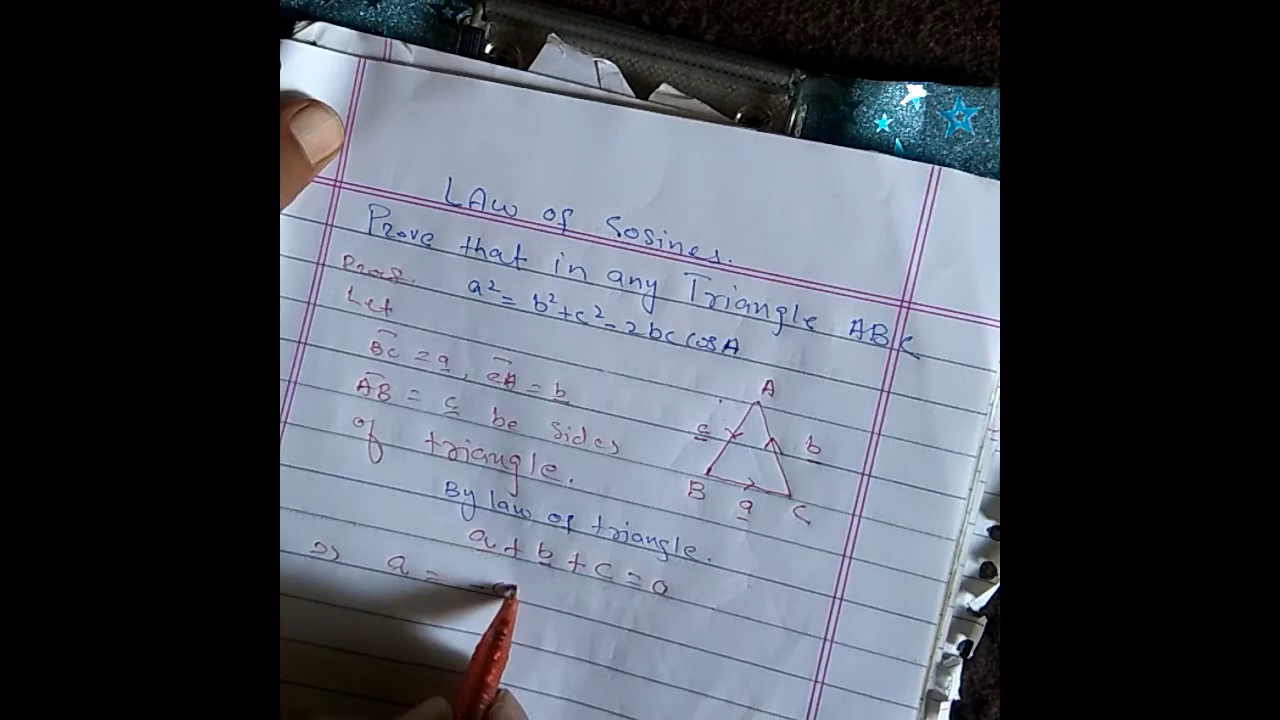 LAW of Sosines.
Prove that in any Triangle ABC
a² = b² + c² - 2bc cosA
Proof.
Let
BC = a, CA = b
AB = c be sides
of triangle.
A
c
b
B
a
C
By law of triangle.
a + b + c = 0
⇒ a = -